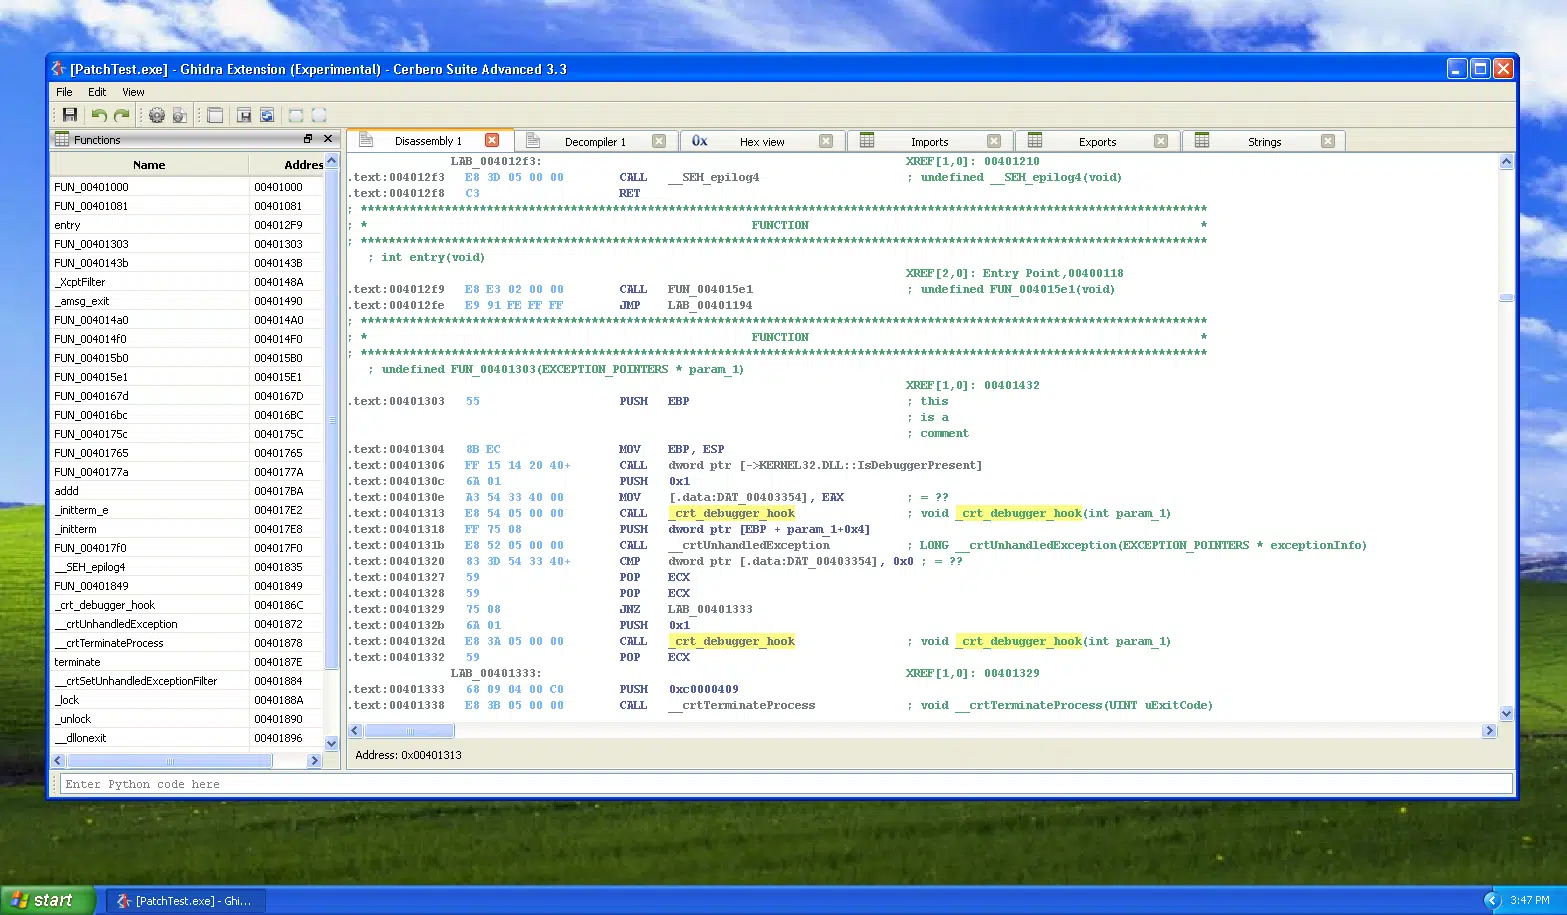 [PatchTest.exe] - Ghidra Extension (Experimental) - Cerbero Suite Advanced 3.3
File Edit View
Functions
Name Addres
FUN_00401000 00401000
FUN_00401081 00401081
entry 004012F9
FUN_00401303 00401303
FUN_0040143b 0040143B
_XcptFilter 0040148A
_amsg_exit 00401490
FUN_004014a0 004014A0
FUN_004014f0 004014F0
FUN_004015b0 004015B0
FUN_004015e1 004015E1
FUN_0040167d 0040167D
FUN_004016bc 004016BC
FUN_0040175c 0040175C
FUN_00401765 00401765
FUN_0040177a 0040177A
addd 004017BA
_initterm_e 004017E2
_initterm 004017E8
FUN_004017f0 004017F0
__SEH_epilog4 00401835
FUN_00401849 00401849
_crt_debugger_hook 0040186C
__crtUnhandledException 00401872
__crtTerminateProcess 00401878
terminate 0040187E
__crtSetUnhandledExceptionFilter 00401884
_lock 0040188A
_unlock 00401890
__dllonexit 00401896
Disassembly 1 Decompiler 1 0x Hex view Imports Exports Strings
LAB_004012f3: XREF[1,0]: 00401210
.text:004012f3 E8 3D 05 00 00 CALL __SEH_epilog4 ; undefined __SEH_epilog4(void)
.text:004012f8 C3 RET
; ************************************************************************************************************************
; * FUNCTION *
; ************************************************************************************************************************
; int entry(void)
XREF[2,0]: Entry Point,00400118
.text:004012f9 E8 E3 02 00 00 CALL FUN_004015e1 ; undefined FUN_004015e1(void)
.text:004012fe E9 91 FE FF FF JMP LAB_00401194
; ************************************************************************************************************************
; * FUNCTION *
; ************************************************************************************************************************
; undefined FUN_00401303(EXCEPTION_POINTERS * param_1)
XREF[1,0]: 00401432
.text:00401303 55 PUSH EBP ; this
; is a
; comment
.text:00401304 8B EC MOV EBP, ESP
.text:00401306 FF 15 14 20 40+ CALL dword ptr [->KERNEL32.DLL::IsDebuggerPresent]
.text:0040130c 6A 01 PUSH 0x1
.text:0040130e A3 54 33 40 00 MOV [.data:DAT_00403354], EAX ; = ??
.text:00401313 E8 54 05 00 00 CALL _crt_debugger_hook ; void _crt_debugger_hook(int param_1)
.text:00401318 FF 75 08 PUSH dword ptr [EBP + param_1+0x4]
.text:0040131b E8 52 05 00 00 CALL __crtUnhandledException ; LONG __crtUnhandledException(EXCEPTION_POINTERS * exceptionInfo)
.text:00401320 83 3D 54 33 40+ CMP dword ptr [.data:DAT_00403354], 0x0 ; = ??
.text:00401327 59 POP ECX
.text:00401328 59 POP ECX
.text:00401329 75 08 JNZ LAB_00401333
.text:0040132b 6A 01 PUSH 0x1
.text:0040132d E8 3A 05 00 00 CALL _crt_debugger_hook ; void _crt_debugger_hook(int param_1)
.text:00401332 59 POP ECX
LAB_00401333: XREF[1,0]: 00401329
.text:00401333 68 09 04 00 C0 PUSH 0xc0000409
.text:00401338 E8 3B 05 00 00 CALL __crtTerminateProcess ; void __crtTerminateProcess(UINT uExitCode)
Address: 0x00401313
Enter Python code here
start [PatchTest.exe] - Ghi... 3:47 PM